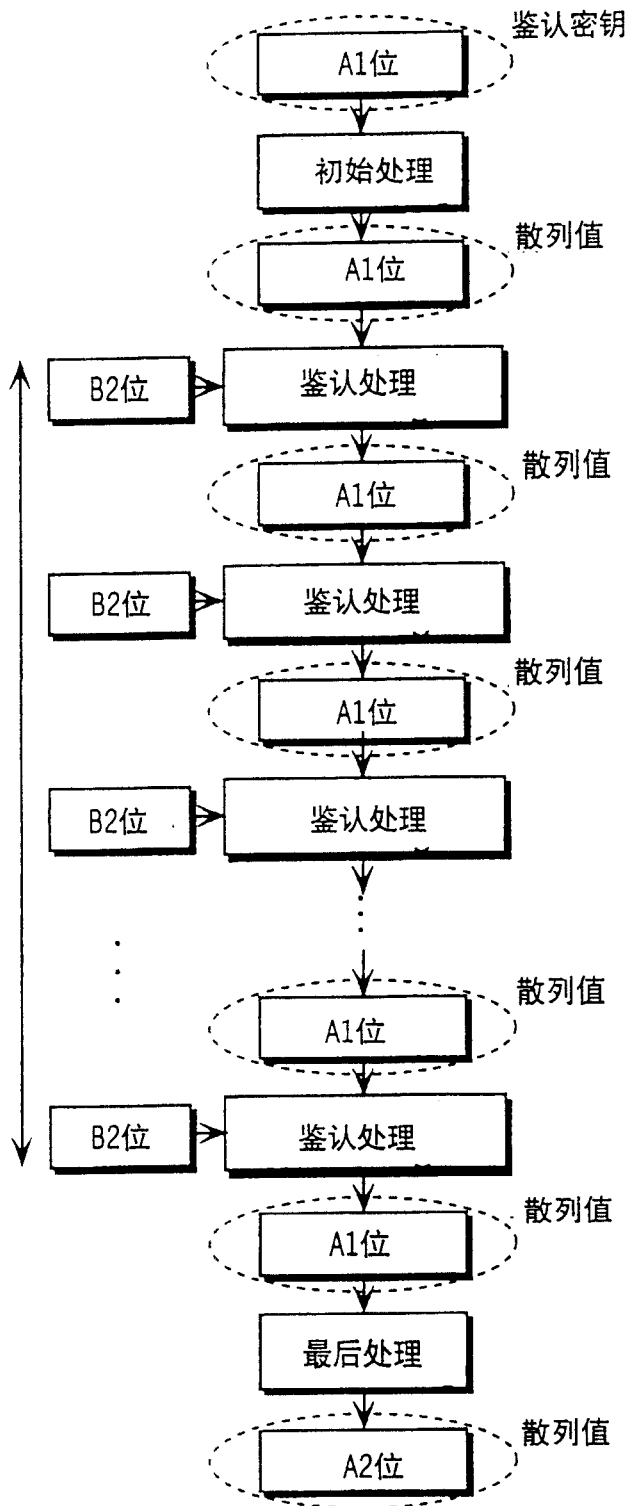 鉴认密钥
A1位
初始处理
散列值
A1位
B2位
鉴认处理
散列值
A1位
B2位
鉴认处理
散列值
A1位
B2位
鉴认处理
散列值
A1位
B2位
鉴认处理
散列值
A1位
最后处理
散列值
A2位